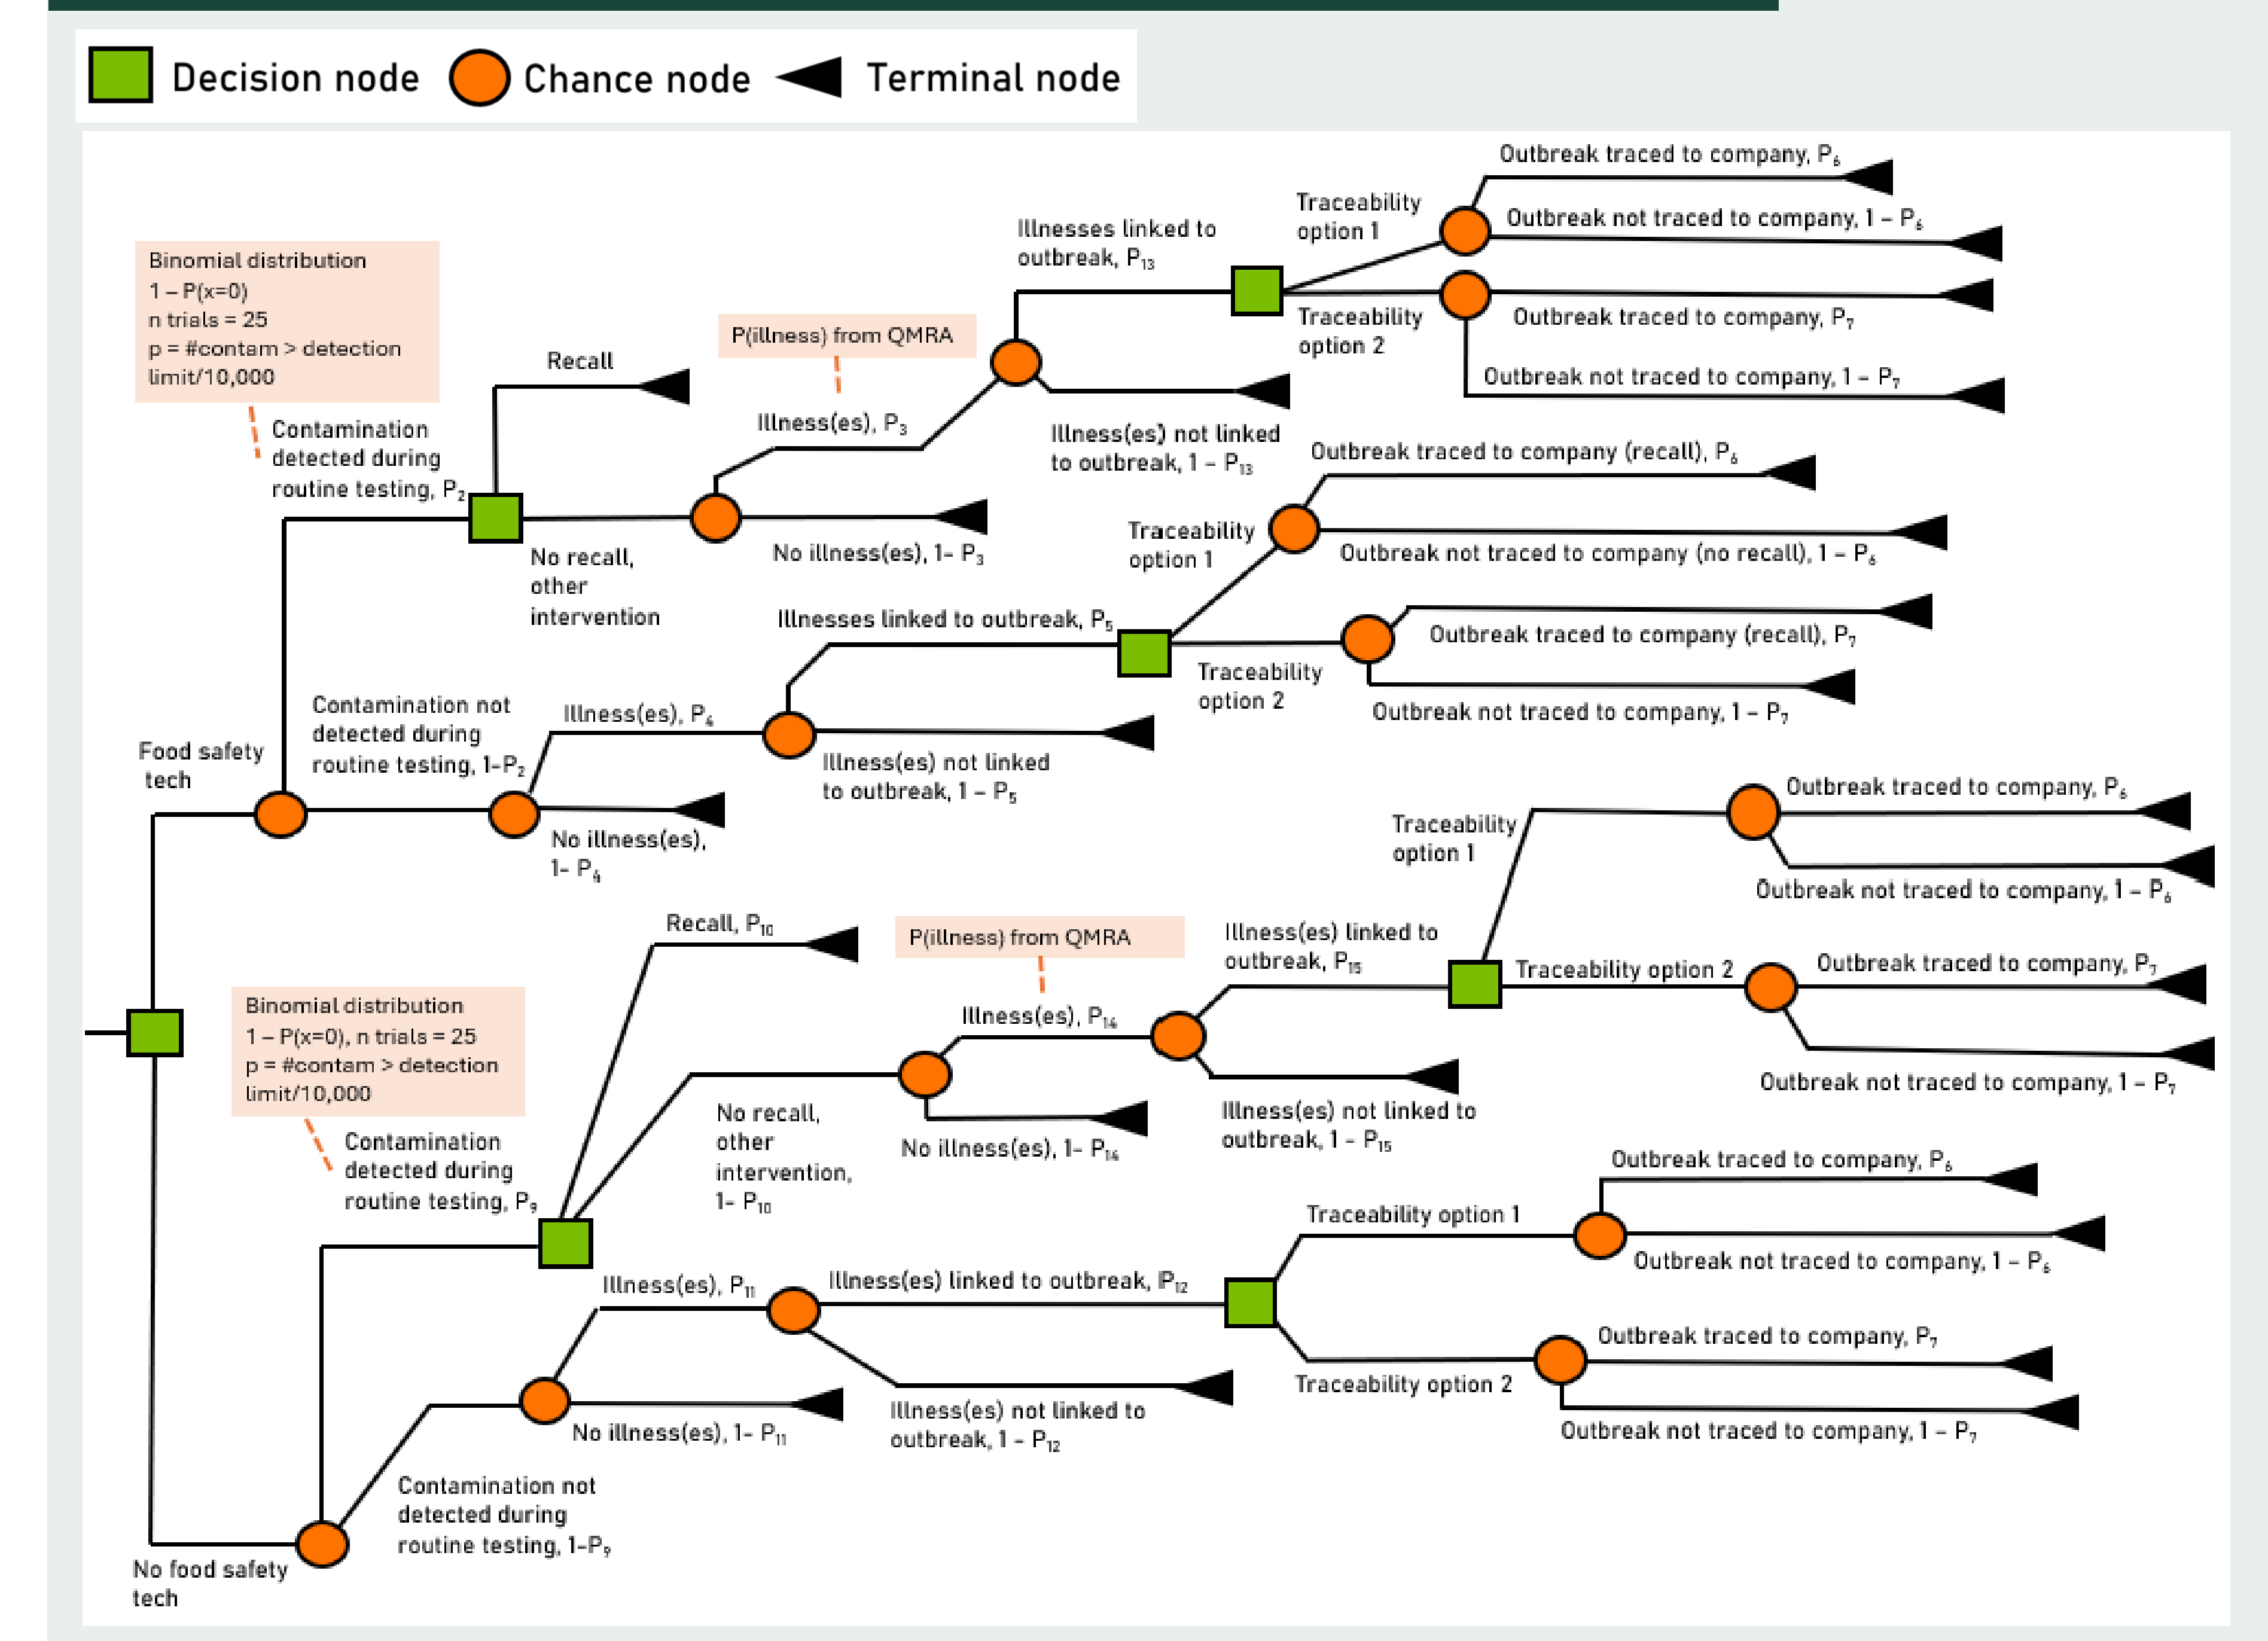 Decision node
Chance node
Terminal node
Binomial distribution
1 – P(x=0)
n trials = 25
p = #contam > detection
limit/10,000
Contamination
detected during
routine testing, P₂
Recall
No recall,
other
intervention
P(illness) from QMRA
Illness(es), P₃
No illness(es), 1- P₃
Illnesses linked to
outbreak, P₁₃
Illness(es) not linked
to outbreak, 1 – P₁₃
Traceability
option 1
Outbreak traced to company, P₆
Outbreak not traced to company, 1 – P₆
Traceability
option 2
Outbreak traced to company, P₇
Outbreak not traced to company, 1 – P₇
Food safety
tech
Contamination not
detected during
routine testing, 1-P₂
Illness(es), P₄
No illness(es),
1- P₄
Illnesses linked to outbreak, P₅
Illness(es) not linked
to outbreak, 1 – P₅
Traceability
option 1
Outbreak traced to company (recall), P₆
Outbreak not traced to company (no recall), 1 – P₆
Traceability
option 2
Outbreak traced to company (recall), P₇
Outbreak not traced to company, 1 – P₇
Binomial distribution
1 – P(x=0), n trials = 25
p = #contam > detection
limit/10,000
Contamination
detected during
routine testing, P₉
Recall, P₁₀
No recall,
other
intervention,
1- P₁₀
P(illness) from QMRA
Illness(es), P₁₄
No illness(es), 1- P₁₄
Illness(es) linked to
outbreak, P₁₅
Illness(es) not linked to
outbreak, 1 - P₁₅
Traceability
option 1
Outbreak traced to company, P₆
Outbreak not traced to company, 1 – P₆
Traceability option 2
Outbreak traced to company, P₇
Outbreak not traced to company, 1 – P₇
No food safety
tech
Contamination not
detected during
routine testing, 1-P₉
Illness(es), P₁₁
No illness(es), 1- P₁₁
Illness(es) linked to outbreak, P₁₂
Illness(es) not linked to
outbreak, 1 – P₁₂
Traceability option 1
Outbreak traced to company, P₆
Outbreak not traced to company, 1 – P₆
Traceability option 2
Outbreak traced to company, P₇
Outbreak not traced to company, 1 – P₇